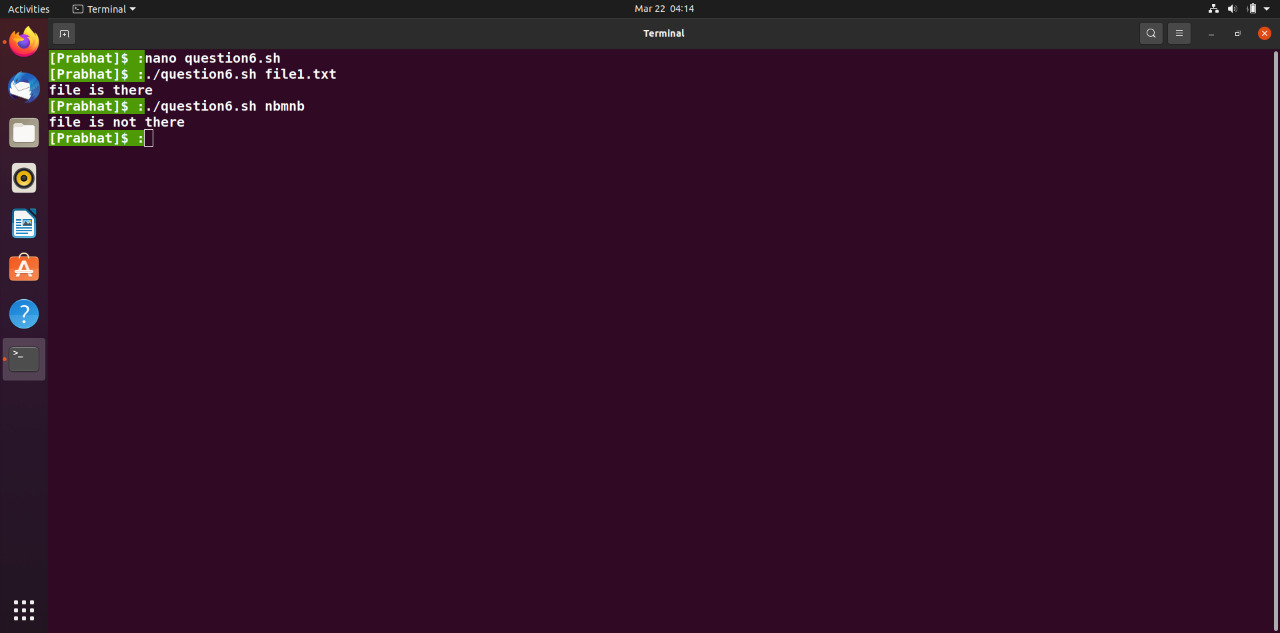 Activities Terminal Mar 22 04:14
Terminal
[Prabhat]$ :nano question6.sh
[Prabhat]$ :./question6.sh file1.txt
file is there
[Prabhat]$ :./question6.sh nbmnb
file is not there
[Prabhat]$ :